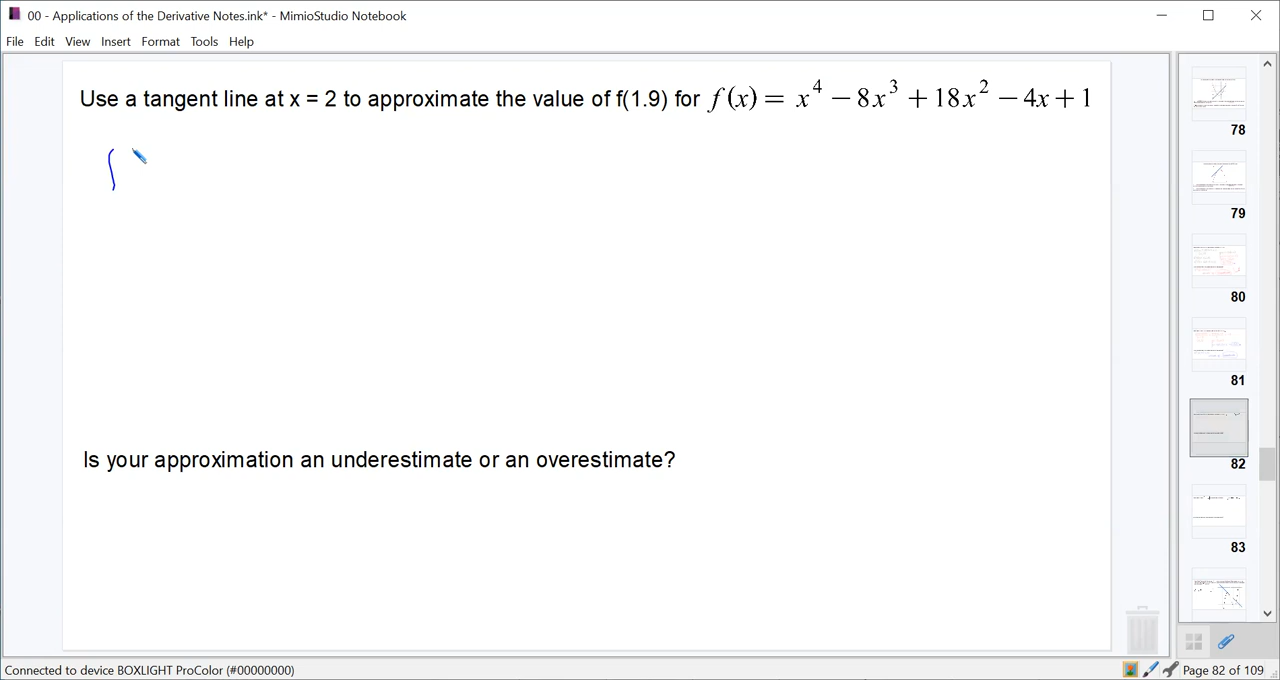 00 - Applications of the Derivative Notes.ink* - MimioStudio Notebook
File Edit View Insert Format Tools Help
Use a tangent line at x = 2 to approximate the value of f(1.9) for f(x) = x⁴ − 8x³ + 18x² − 4x + 1
Is your approximation an underestimate or an overestimate?
78
79
80
81
82
83
Connected to device BOXLIGHT ProColor (#00000000)
Page 82 of 109